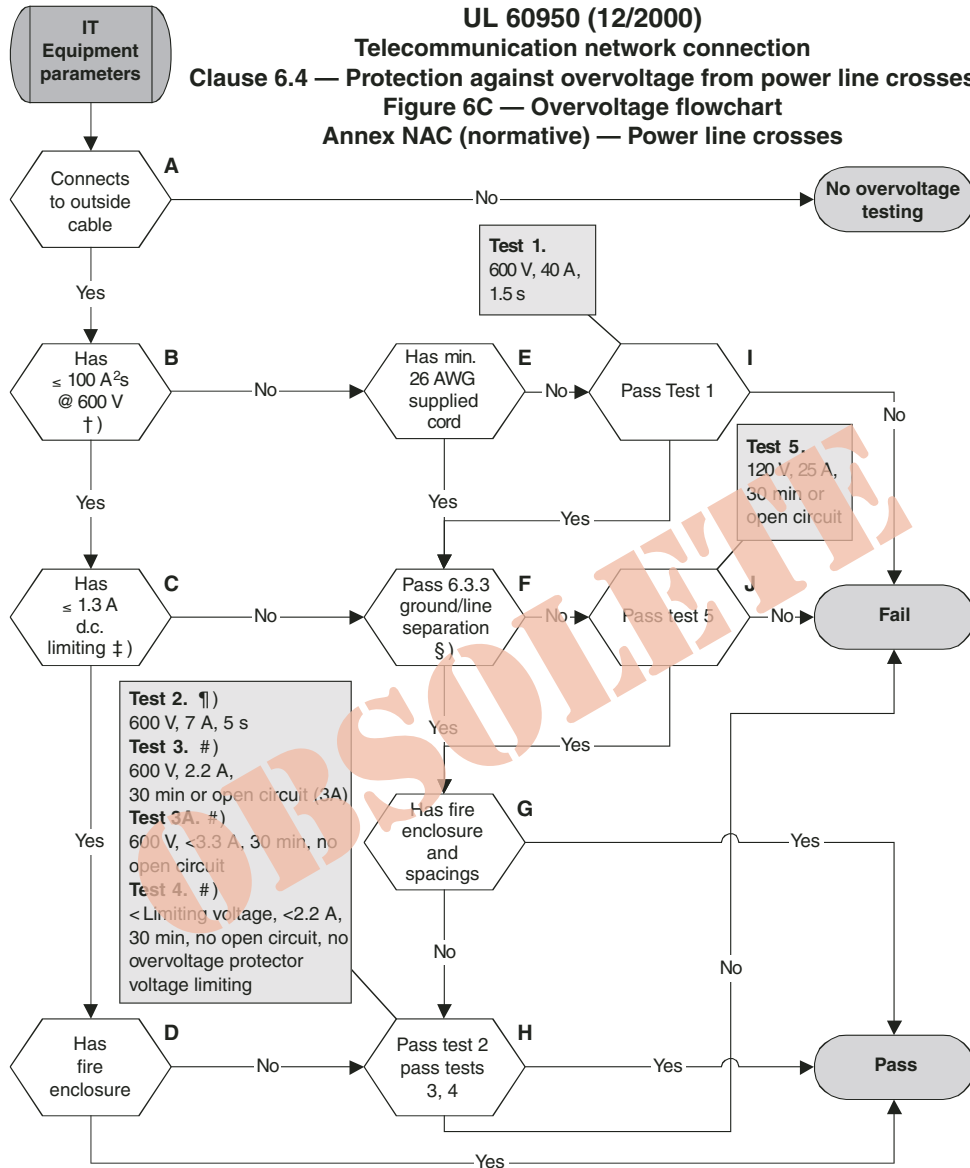 IT
Equipment
parameters
UL 60950 (12/2000)
Telecommunication network connection
Clause 6.4 — Protection against overvoltage from power line crosses
Figure 6C — Overvoltage flowchart
Annex NAC (normative) — Power line crosses
A
Connects
to outside
cable
No
No overvoltage
testing
Test 1.
600 V, 40 A,
1.5 s
Yes
B
Has
≤ 100 A²s
@ 600 V
†)
No
E
Has min.
26 AWG
supplied
cord
No
I
Pass Test 1
No
Test 5.
120 V, 25 A,
30 min or
open circuit
Yes
Yes
Yes
C
Has
≤ 1.3 A
d.c.
limiting ‡)
No
F
Pass 6.3.3
ground/line
separation
§)
No
J
Pass test 5
No
Fail
Test 2. ¶)
600 V, 7 A, 5 s
Test 3. #)
600 V, 2.2 A,
30 min or open circuit (3A)
Test 3A. #)
600 V, <3.3 A, 30 min, no
open circuit
Test 4. #)
< Limiting voltage, <2.2 A,
30 min, no open circuit, no
overvoltage protector
voltage limiting
Yes
Yes
Yes
G
Has fire
enclosure
and
spacings
Yes
No
No
D
Has
fire
enclosure
No
H
Pass test 2
pass tests
3, 4
Yes
Pass
Yes
OBSOLETE